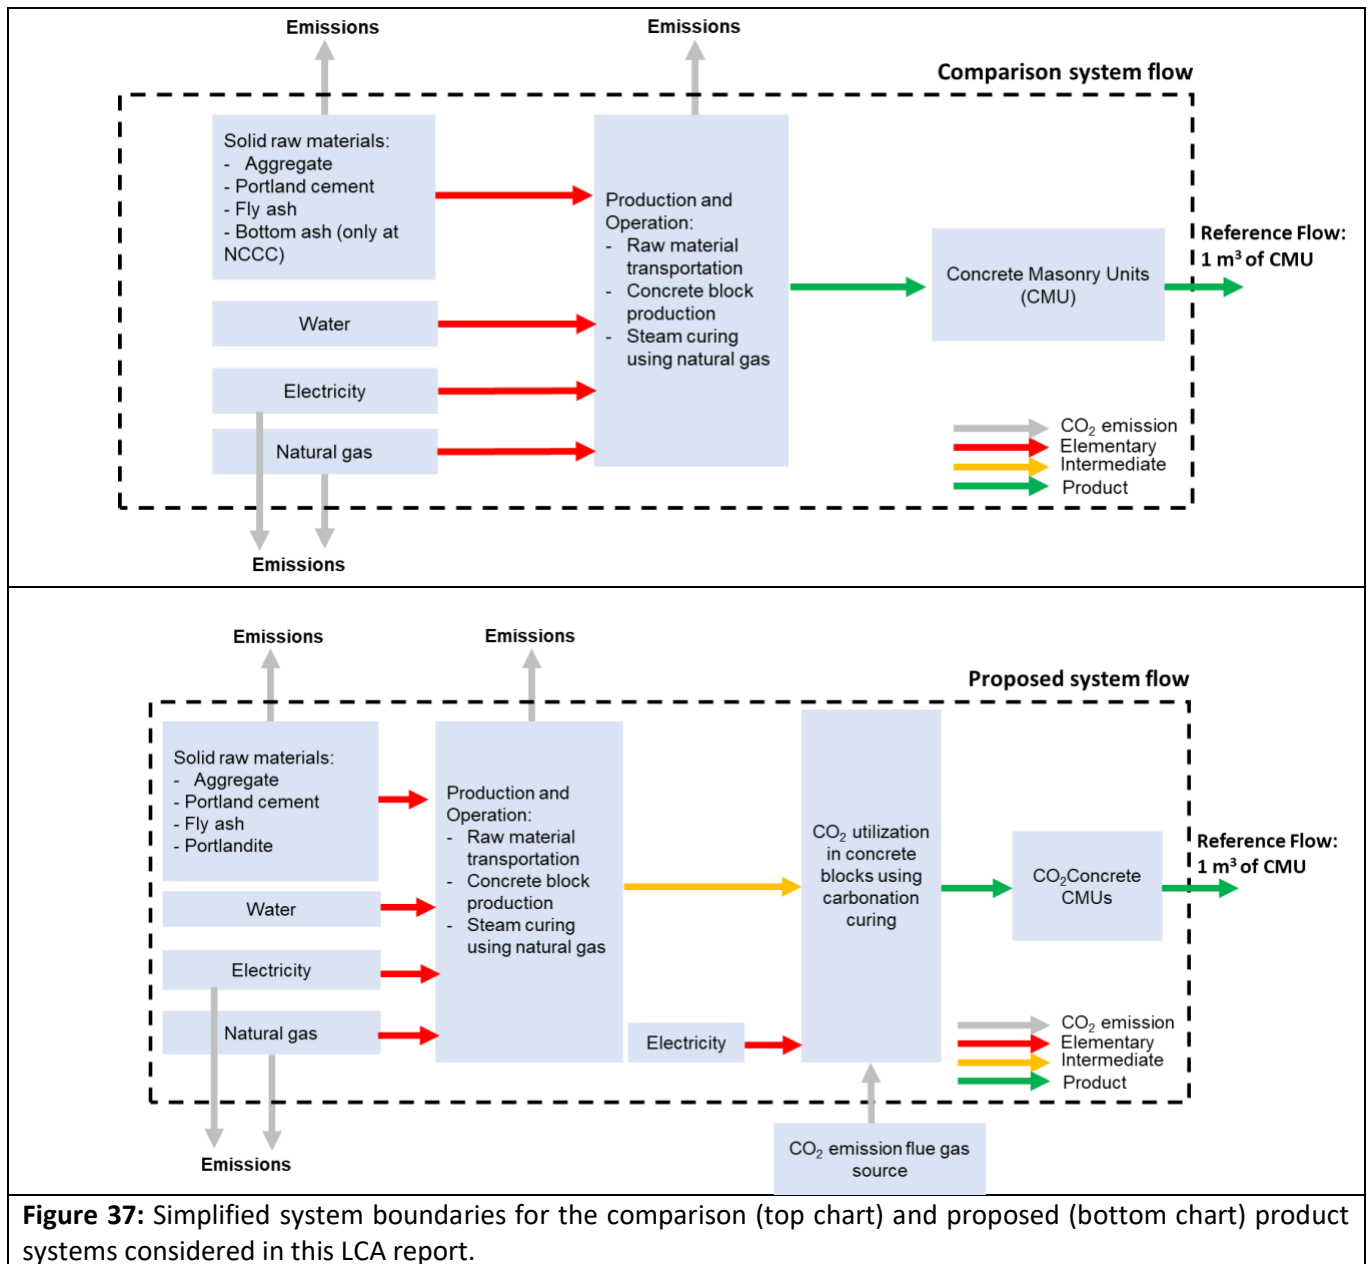 Emissions
Emissions
Comparison system flow
Solid raw materials:
- Aggregate
- Portland cement
- Fly ash
- Bottom ash (only at
NCCC)
Water
Electricity
Natural gas
Production and
Operation:
- Raw material
transportation
- Concrete block
production
- Steam curing
using natural gas
Concrete Masonry Units
(CMU)
Reference Flow:
1 m³ of CMU
CO₂ emission
Elementary
Intermediate
Product
Emissions
Emissions
Emissions
Proposed system flow
Solid raw materials:
- Aggregate
- Portland cement
- Fly ash
- Portlandite
Water
Electricity
Natural gas
Production and
Operation:
- Raw material
transportation
- Concrete block
production
- Steam curing
using natural gas
Electricity
CO₂ utilization
in concrete
blocks using
carbonation
curing
CO₂Concrete
CMUs
Reference Flow:
1 m³ of CMU
CO₂ emission
Elementary
Intermediate
Product
Emissions
CO₂ emission flue gas
source
Figure 37: Simplified system boundaries for the comparison (top chart) and proposed (bottom chart) product
systems considered in this LCA report.